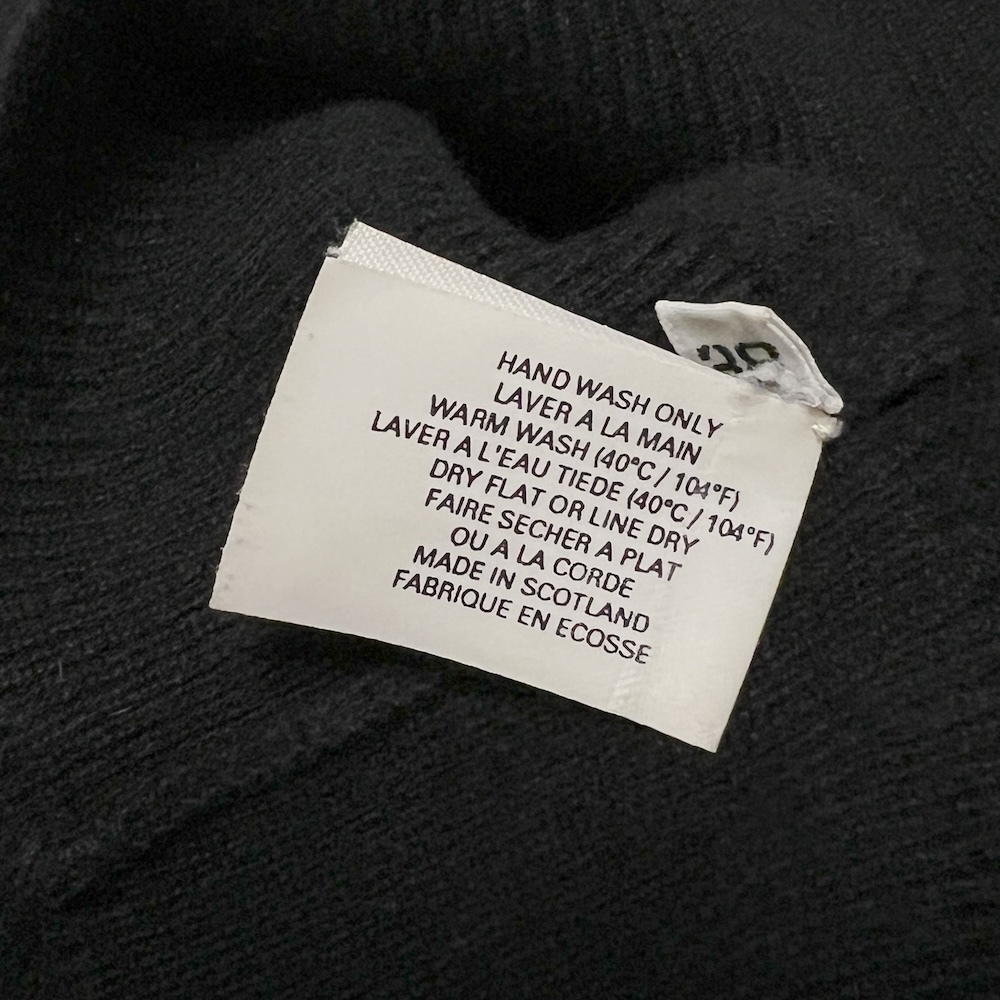 HAND WASH ONLY
LAVER A LA MAIN
WARM WASH (40°C / 104°F)
LAVER A L'EAU TIEDE (40°C / 104°F)
DRY FLAT OR LINE DRY
FAIRE SECHER A PLAT
OU A LA CORDE
MADE IN SCOTLAND
FABRIQUE EN ECOSSE